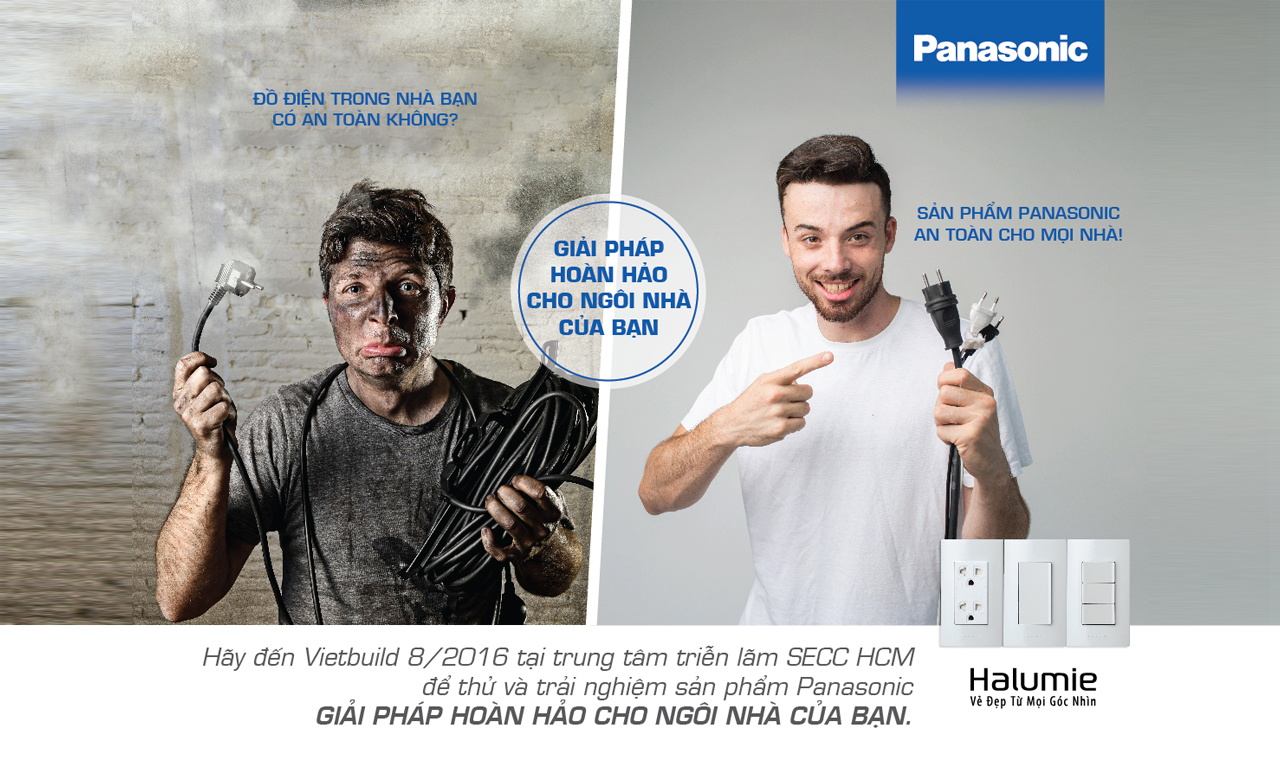 Panasonic
ĐỒ ĐIỆN TRONG NHÀ BẠN
CÓ AN TOÀN KHÔNG?
SẢN PHẨM PANASONIC
AN TOÀN CHO MỌI NHÀ!
GIẢI PHÁP
HOÀN HẢO
CHO NGÔI NHÀ
CỦA BẠN
Hãy đến Vietbuild 8/2016 tại trung tâm triễn lãm SECC HCM
để thử và trải nghiệm sản phẩm Panasonic
GIẢI PHÁP HOÀN HẢO CHO NGÔI NHÀ CỦA BẠN.
Halumie
Vẻ Đẹp Từ Mọi Góc Nhìn